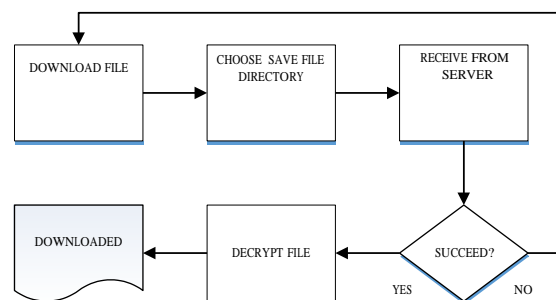 DOWNLOAD FILE
CHOOSE SAVE FILE
DIRECTORY
RECEIVE FROM
SERVER
DOWNLOADED
DECRYPT FILE
SUCCEED?
YES
NO